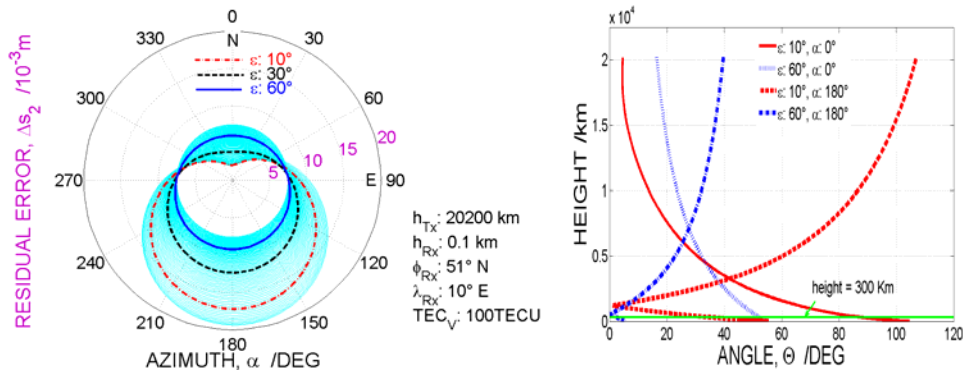 0
330
N
30
ε: 10°
ε: 30°
ε: 60°
300
60
20
15
10
5
270
E 90
240
120
210
150
180
RESIDUAL ERROR, Δs₂ /10⁻³m
AZIMUTH, α /DEG
h_Tx: 20200 km
h_Rx: 0.1 km
ϕ_Rx: 51° N
λ_Rx: 10° E
TEC_V: 100TECU
x 10⁴
2.5
2
1.5
1
0.5
0
HEIGHT /km
ε: 10°, α: 0°
ε: 60°, α: 0°
ε: 10°, α: 180°
ε: 60°, α: 180°
height = 300 Km
0 20 40 60 80 100 120
ANGLE, Θ /DEG